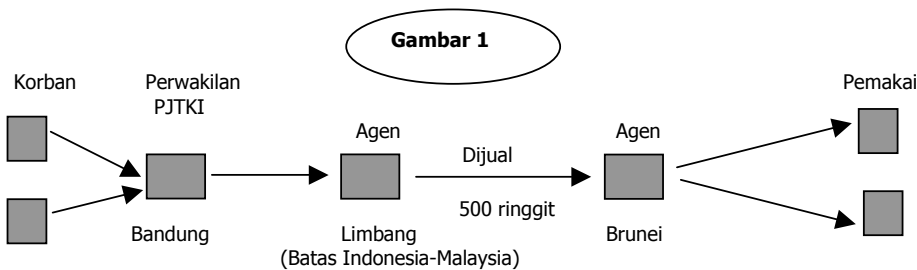 Gambar 1
Korban
Perwakilan
PJTKI
Pemakai
Agen
Agen
Dijual
500 ringgit
Bandung
Limbang
Brunei
(Batas Indonesia-Malaysia)